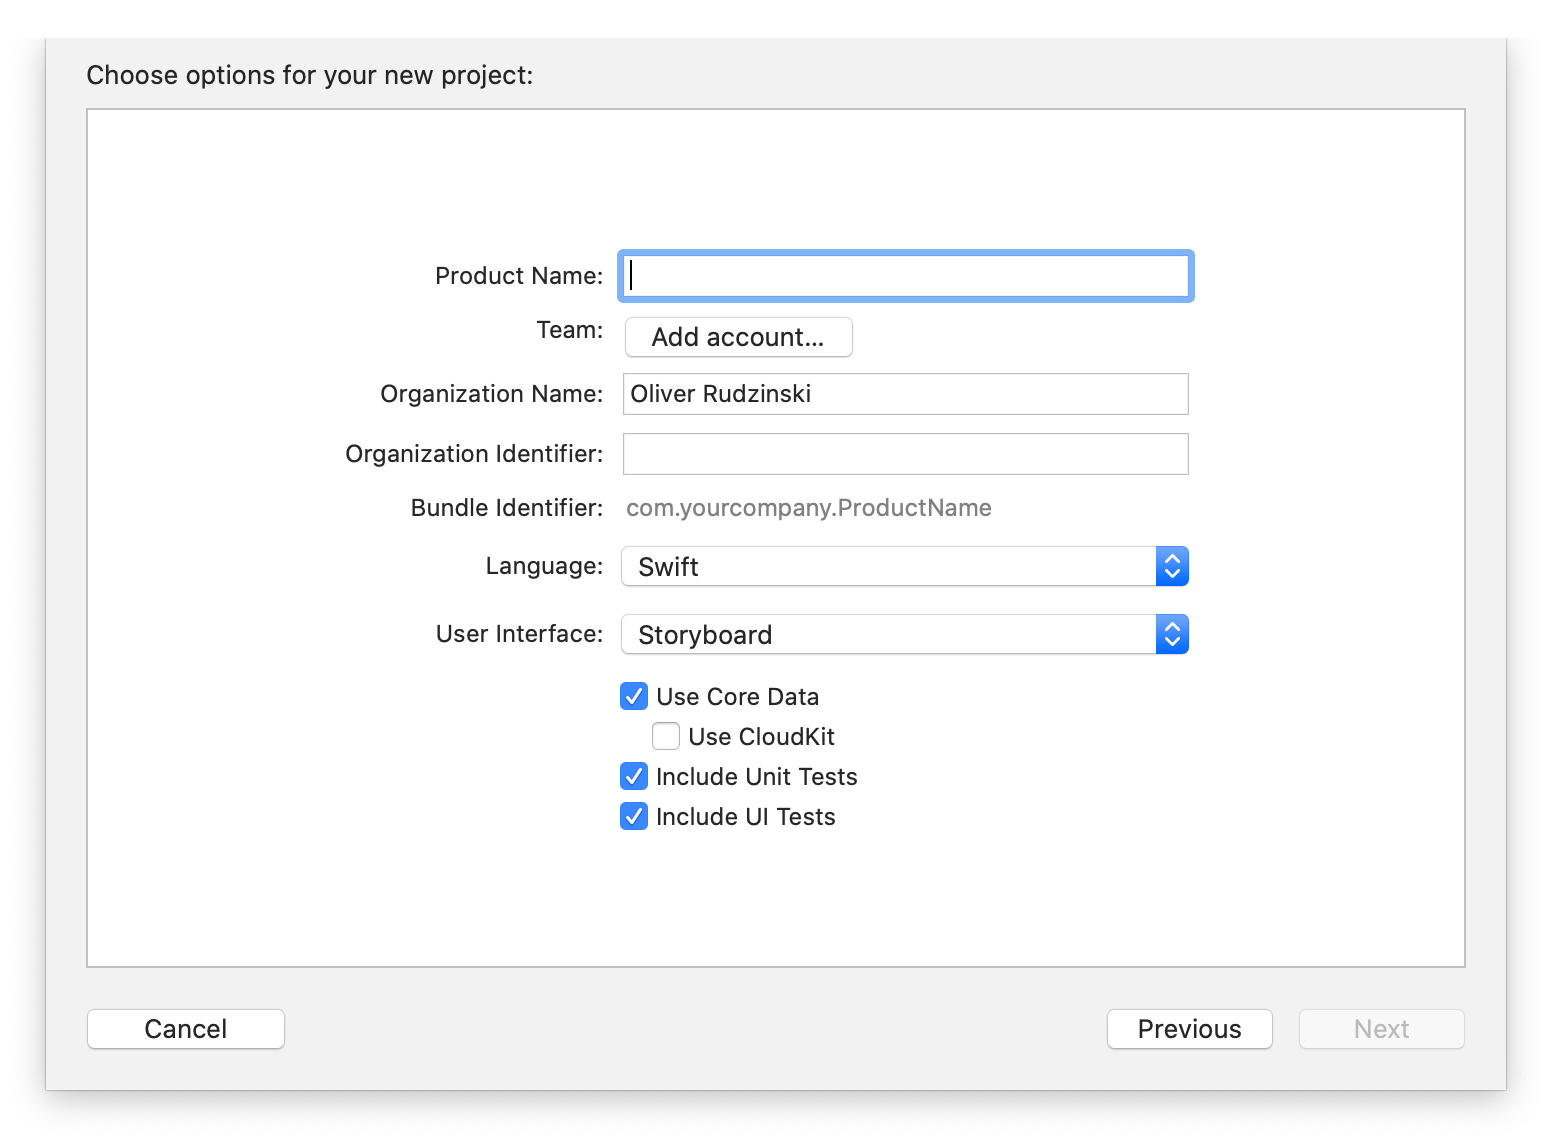 Choose options for your new project:
Product Name:
Team: Add account...
Organization Name: Oliver Rudzinski
Organization Identifier:
Bundle Identifier: com.yourcompany.ProductName
Language: Swift
User Interface: Storyboard
Use Core Data
Use CloudKit
Include Unit Tests
Include UI Tests
Cancel Previous Next